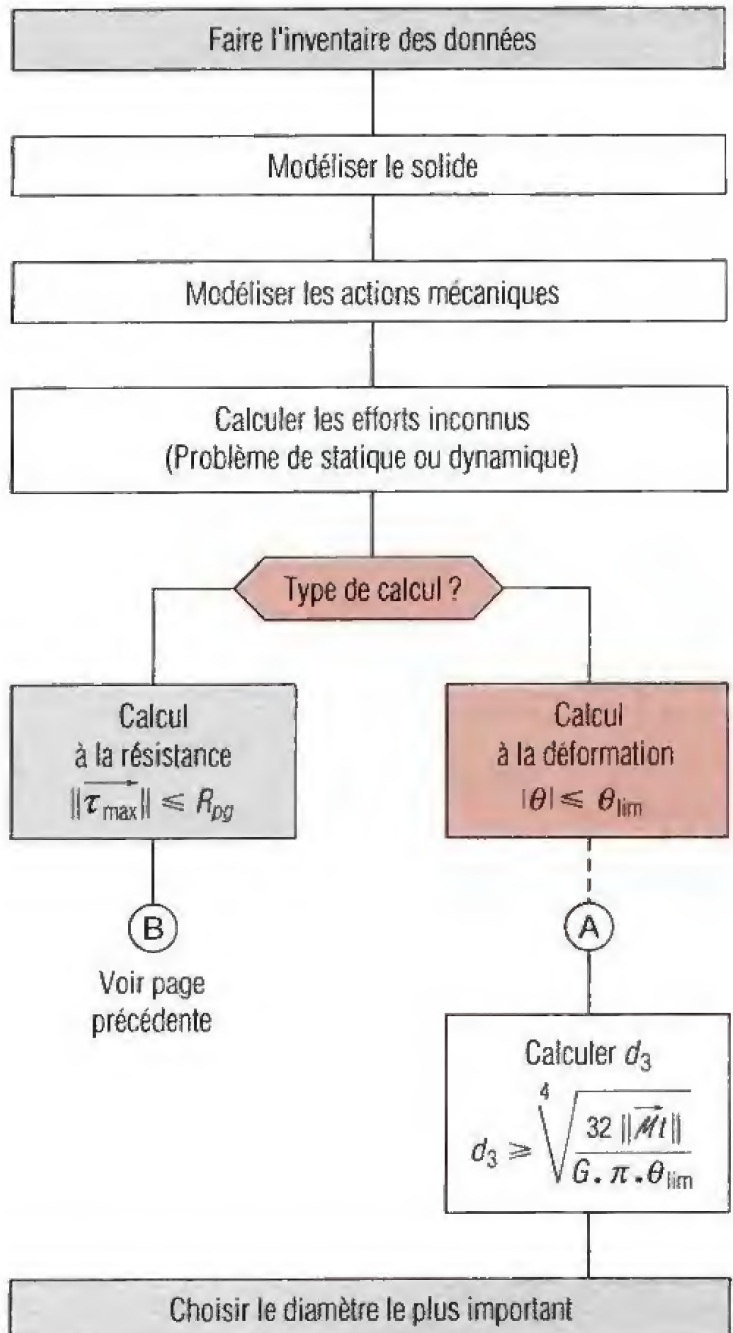 Faire l'inventaire des données
Modéliser le solide
Modéliser les actions mécaniques
Calculer les efforts inconnus
(Problème de statique ou dynamique)
Type de calcul ?
Calcul
à la résistance
||τmax|| ≤ Rpg
Calcul
à la déformation
|θ| ≤ θlim
B
A
Voir page
précédente
Calculer d3
d3 ≥ ⁴√(32 ||Mt|| / G.π.θlim)
Choisir le diamètre le plus important